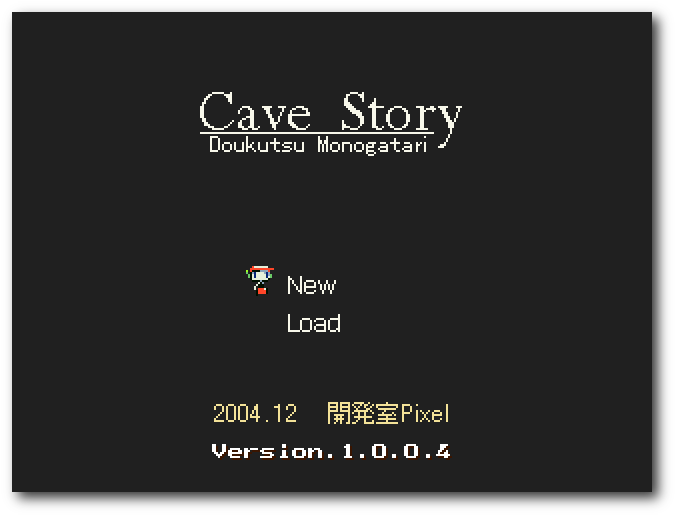 Cave Story
Doukutsu Monogatari
New
Load
2004.12 開発室Pixel
Version.1.0.0.4